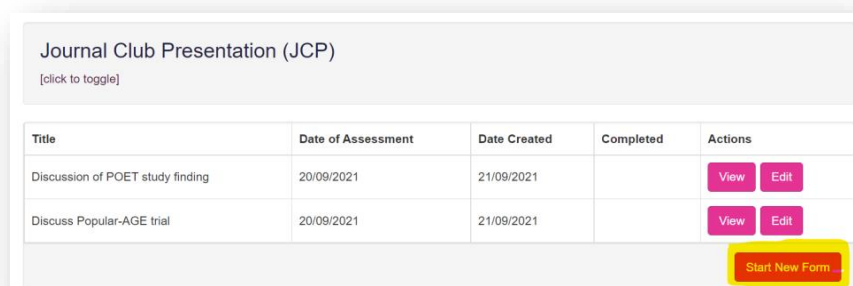 Journal Club Presentation (JCP)
[click to toggle]
Title Date of Assessment Date Created Completed Actions
Discussion of POET study finding 20/09/2021 21/09/2021 View Edit
Discuss Popular-AGE trial 20/09/2021 21/09/2021 View Edit
Start New Form